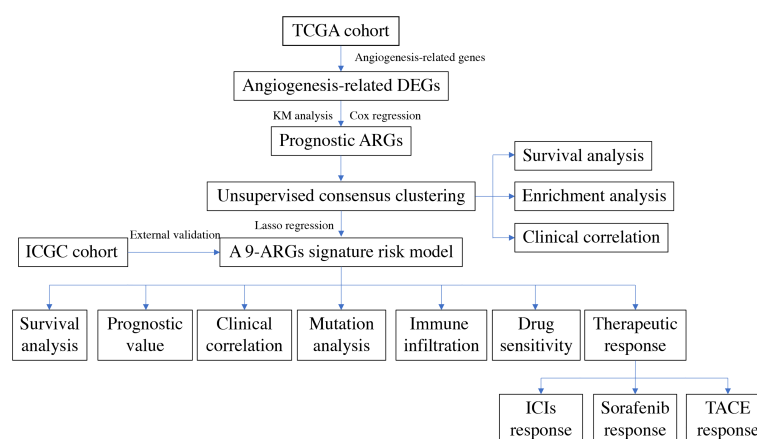 TCGA cohort
Angiogenesis-related genes
Angiogenesis-related DEGs
KM analysis
Cox regression
Prognostic ARGs
Survival analysis
Unsupervised consensus clustering
Enrichment analysis
Lasso regression
Clinical correlation
ICGC cohort
External validation
A 9-ARGs signature risk model
Survival
analysis
Prognostic
value
Clinical
correlation
Mutation
analysis
Immune
infiltration
Drug
sensitivity
Therapeutic
response
ICIs
response
Sorafenib
response
TACE
response